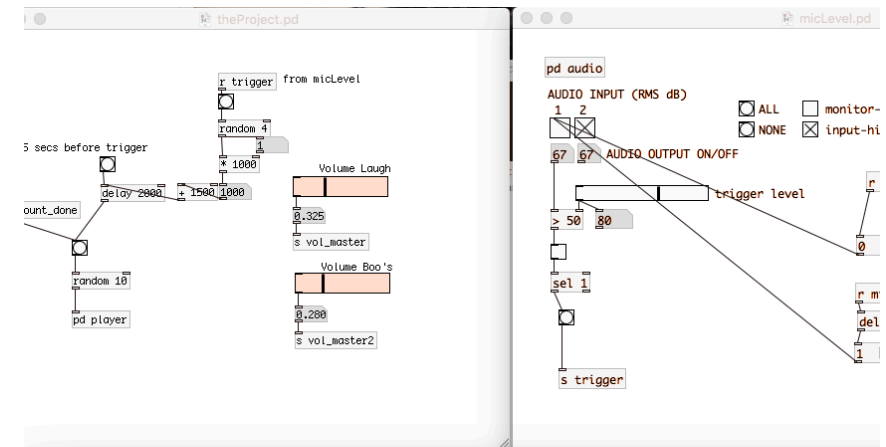 theProject.pd
r trigger
from micLevel
random 4
1
5 secs before trigger
* 1000
delay 2000
+ 1500
1000
Volume Laugh
0.325
s vol_master
ount_done
Volume Boo's
0.280
s vol_master2
random 10
pd player
micLevel.pd
pd audio
AUDIO INPUT (RMS dB)
1 2
ALL
monitor-
NONE
input-hi
67 67 AUDIO OUTPUT ON/OFF
r
trigger level
> 50 80
0
sel 1
r m
del
1
s trigger